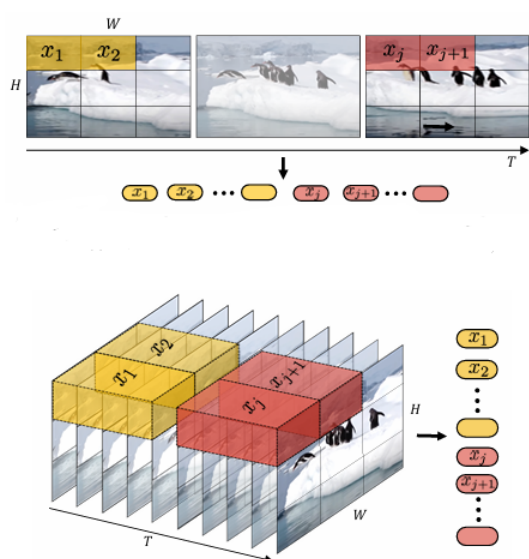 W
x₁ x₂ xⱼ xⱼ₊₁
H
T
x₁ x₂ ••• xⱼ xⱼ₊₁ •••
x₂
x₁
xⱼ₊₁
xⱼ
x₁
x₂
H
xⱼ
xⱼ₊₁
W
T